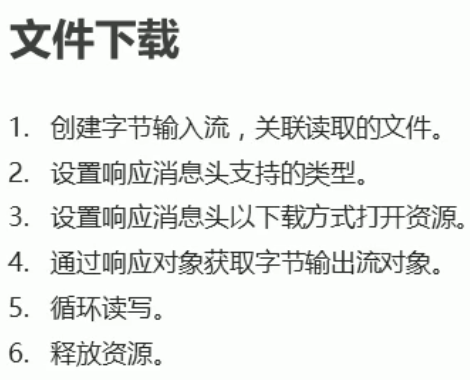 文件下载
1. 创建字节输入流，关联读取的文件。
2. 设置响应消息头支持的类型。
3. 设置响应消息头以下载方式打开资源。
4. 通过响应对象获取字节输出流对象。
5. 循环读写。
6. 释放资源。